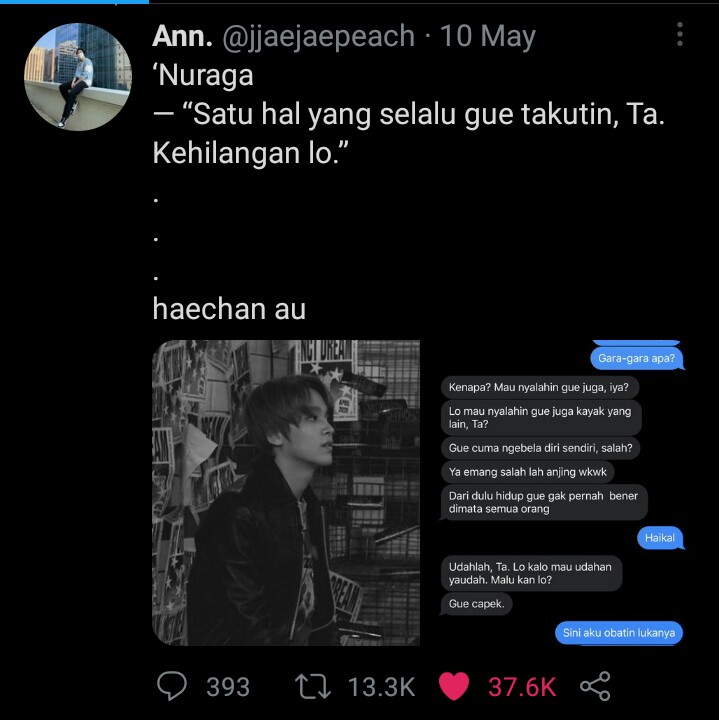 Ann. @jjaejaepeach · 10 May
‘Nuraga
— “Satu hal yang selalu gue takutin, Ta.
Kehilangan lo.”
.
.
.
haechan au
NCT DREAM
Gara-gara apa?
Kenapa? Mau nyalahin gue juga, iya?
Lo mau nyalahin gue juga kayak yang
lain, Ta?
Gue cuma ngebela diri sendiri, salah?
Ya emang salah lah anjing wkwk
Dari dulu hidup gue gak pernah bener
dimata semua orang
Haikal
Udahlah, Ta. Lo kalo mau udahan
yaudah. Malu kan lo?
Gue capek.
Sini aku obatin lukanya
393 13.3K 37.6K